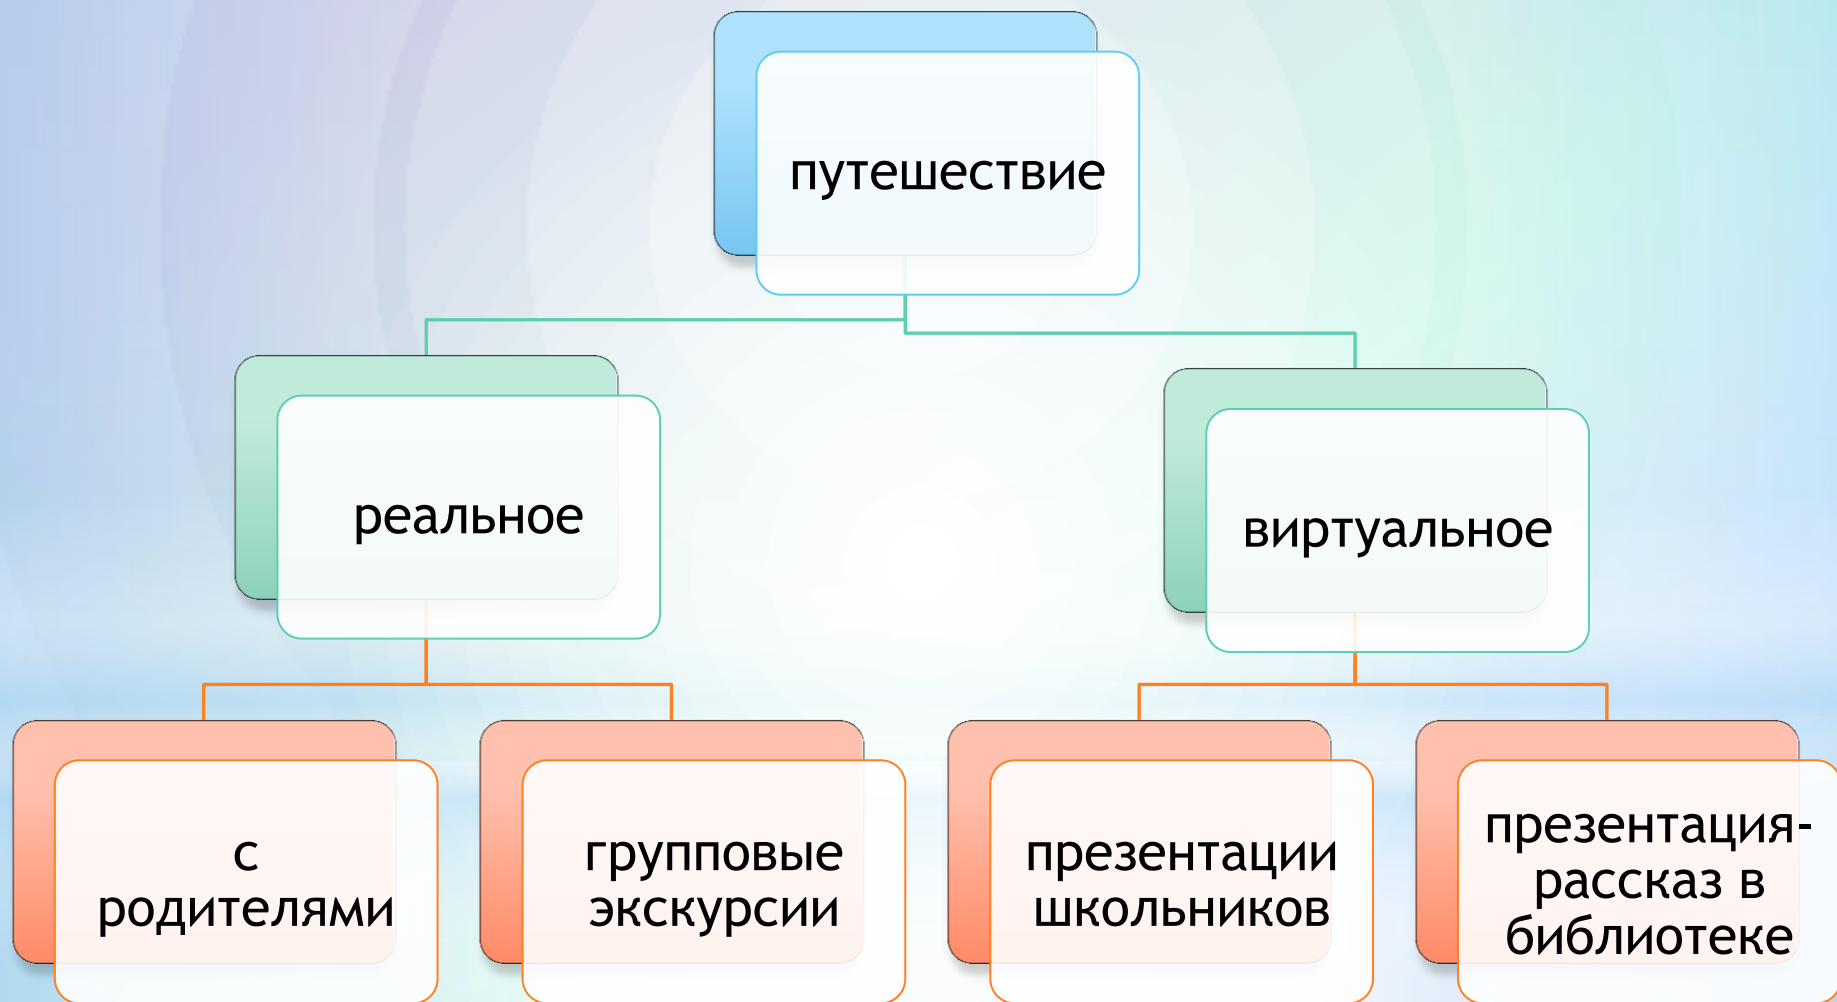 путешествие
реальное
виртуальное
с
родителями
групповые
экскурсии
презентации
школьников
презентация-
рассказ в
библиотеке